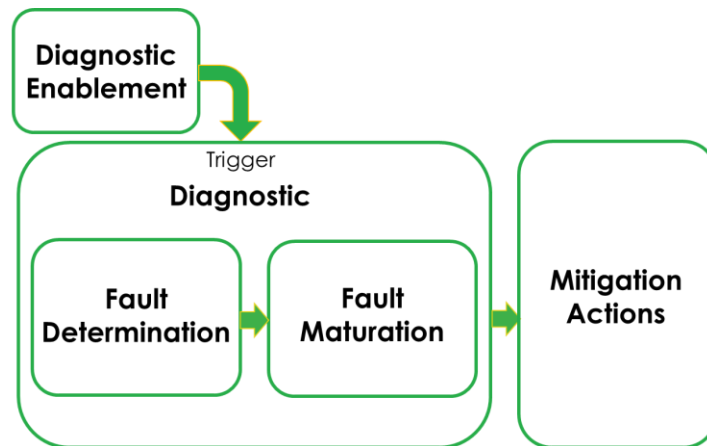 Diagnostic
Enablement
Trigger
Diagnostic
Fault
Determination
Fault
Maturation
Mitigation
Actions